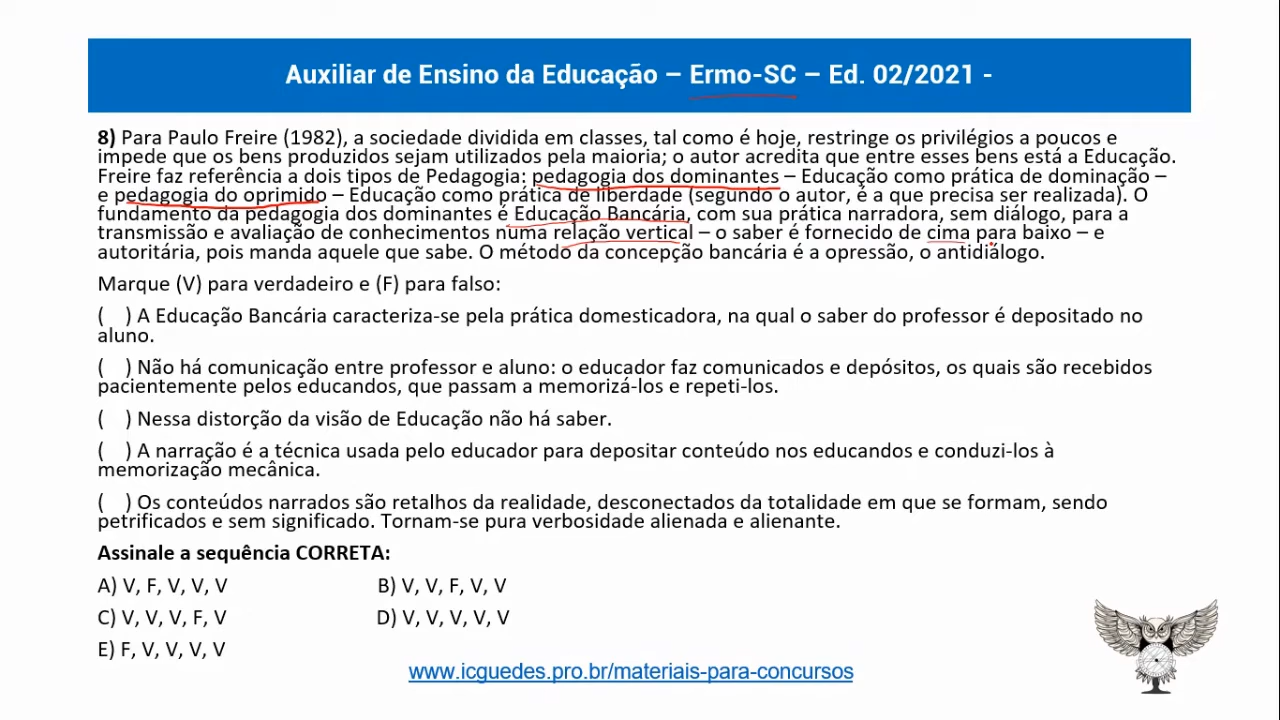 Auxiliar de Ensino da Educação – Ermo-SC – Ed. 02/2021 -
8) Para Paulo Freire (1982), a sociedade dividida em classes, tal como é hoje, restringe os privilégios a poucos e
impede que os bens produzidos sejam utilizados pela maioria; o autor acredita que entre esses bens está a Educação.
Freire faz referência a dois tipos de Pedagogia: pedagogia dos dominantes – Educação como prática de dominação –
e pedagogia do oprimido – Educação como prática de liberdade (segundo o autor, é a que precisa ser realizada). O
fundamento da pedagogia dos dominantes é Educação Bancária, com sua prática narradora, sem diálogo, para a
transmissão e avaliação de conhecimentos numa relação vertical – o saber é fornecido de cima para baixo – e
autoritária, pois manda aquele que sabe. O método da concepção bancária é a opressão, o antidiálogo.
Marque (V) para verdadeiro e (F) para falso:
( ) A Educação Bancária caracteriza-se pela prática domesticadora, na qual o saber do professor é depositado no
aluno.
( ) Não há comunicação entre professor e aluno: o educador faz comunicados e depósitos, os quais são recebidos
pacientemente pelos educandos, que passam a memorizá-los e repeti-los.
( ) Nessa distorção da visão de Educação não há saber.
( ) A narração é a técnica usada pelo educador para depositar conteúdo nos educandos e conduzi-los à
memorização mecânica.
( ) Os conteúdos narrados são retalhos da realidade, desconectados da totalidade em que se formam, sendo
petrificados e sem significado. Tornam-se pura verbosidade alienada e alienante.
Assinale a sequência CORRETA:
A) V, F, V, V, V B) V, V, F, V, V
C) V, V, V, F, V D) V, V, V, V, V
E) F, V, V, V, V
www.icguedes.pro.br/materiais-para-concursos